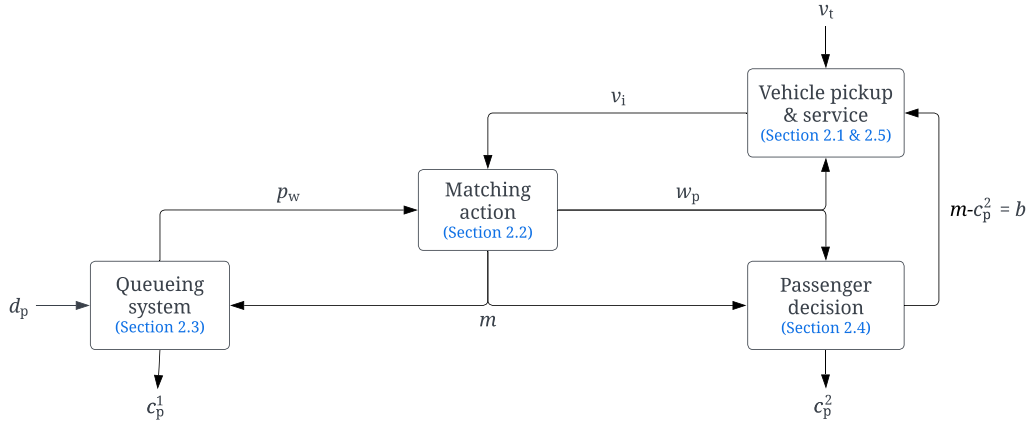 v_t
Vehicle pickup
& service
(Section 2.1 & 2.5)
v_i
Matching
action
(Section 2.2)
p_w
w_p
m-c_p^2 = b
Queueing
system
(Section 2.3)
d_p
m
Passenger
decision
(Section 2.4)
c_p^1
c_p^2